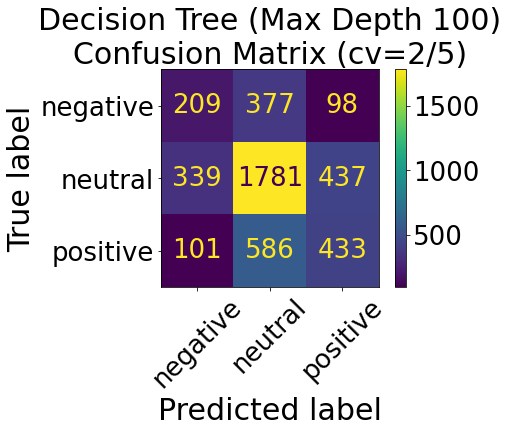 Decision Tree (Max Depth 100)
Confusion Matrix (cv=2/5)
True label
negative 209 377 98
neutral 339 1781 437
positive 101 586 433
1500
1000
500
negative neutral positive
Predicted label